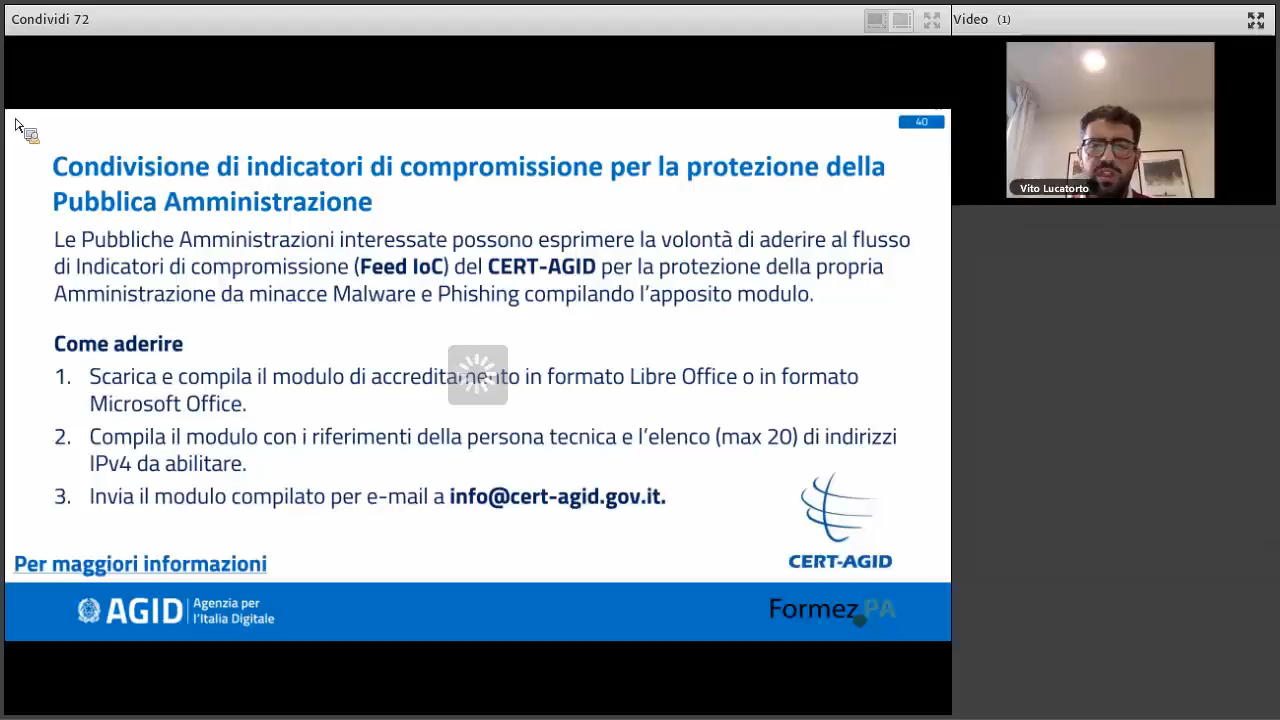 Condividi 72
Video (1)
40
Condivisione di indicatori di compromissione per la protezione della
Pubblica Amministrazione
Le Pubbliche Amministrazioni interessate possono esprimere la volontà di aderire al flusso
di Indicatori di compromissione (Feed IoC) del CERT-AGID per la protezione della propria
Amministrazione da minacce Malware e Phishing compilando l'apposito modulo.
Come aderire
1. Scarica e compila il modulo di accreditamento in formato Libre Office o in formato
Microsoft Office.
2. Compila il modulo con i riferimenti della persona tecnica e l'elenco (max 20) di indirizzi
IPv4 da abilitare.
3. Invia il modulo compilato per e-mail a info@cert-agid.gov.it.
CERT-AGID
Per maggiori informazioni
AGID Agenzia per
l'Italia Digitale
Formez PA
Vito Lucatorto